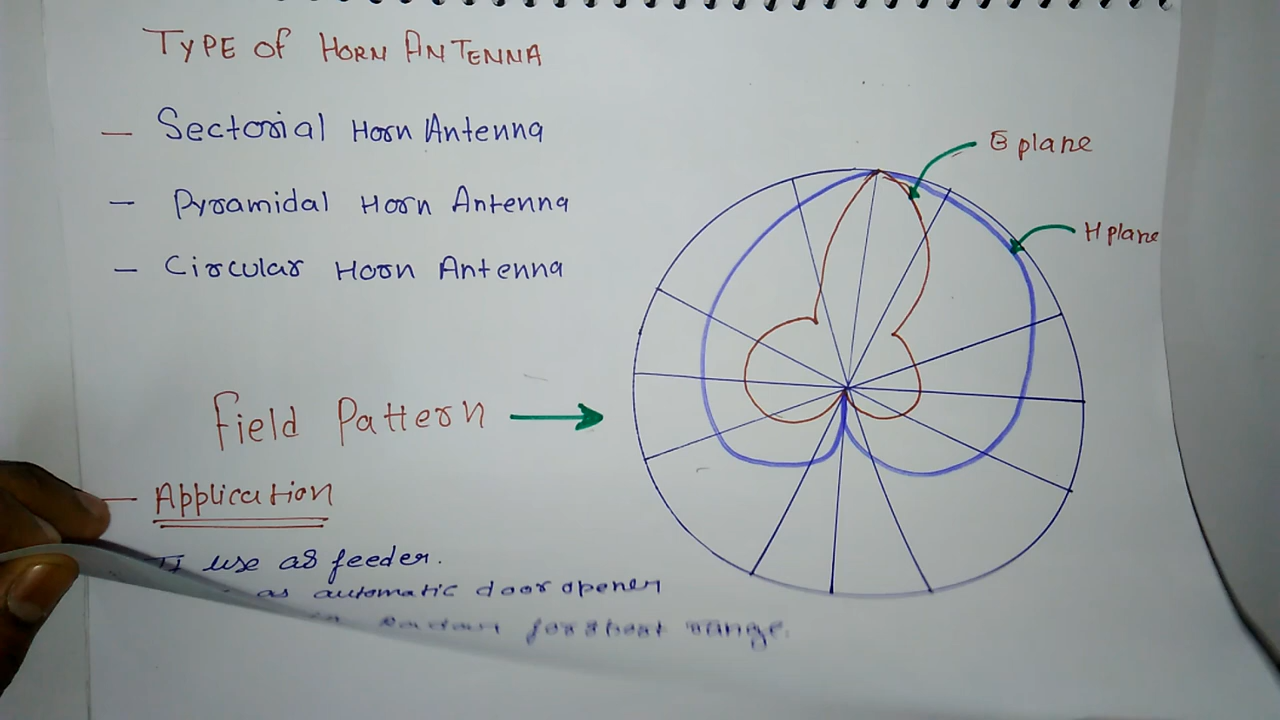 TYPE of HORN ANTENNA
— Sectorial Horn Antenna
— Pyramidal Horn Antenna
— Circular Horn Antenna
E plane
H plane
Field Pattern →
— Application
use as feeder.
as automatic door opener
for short range.